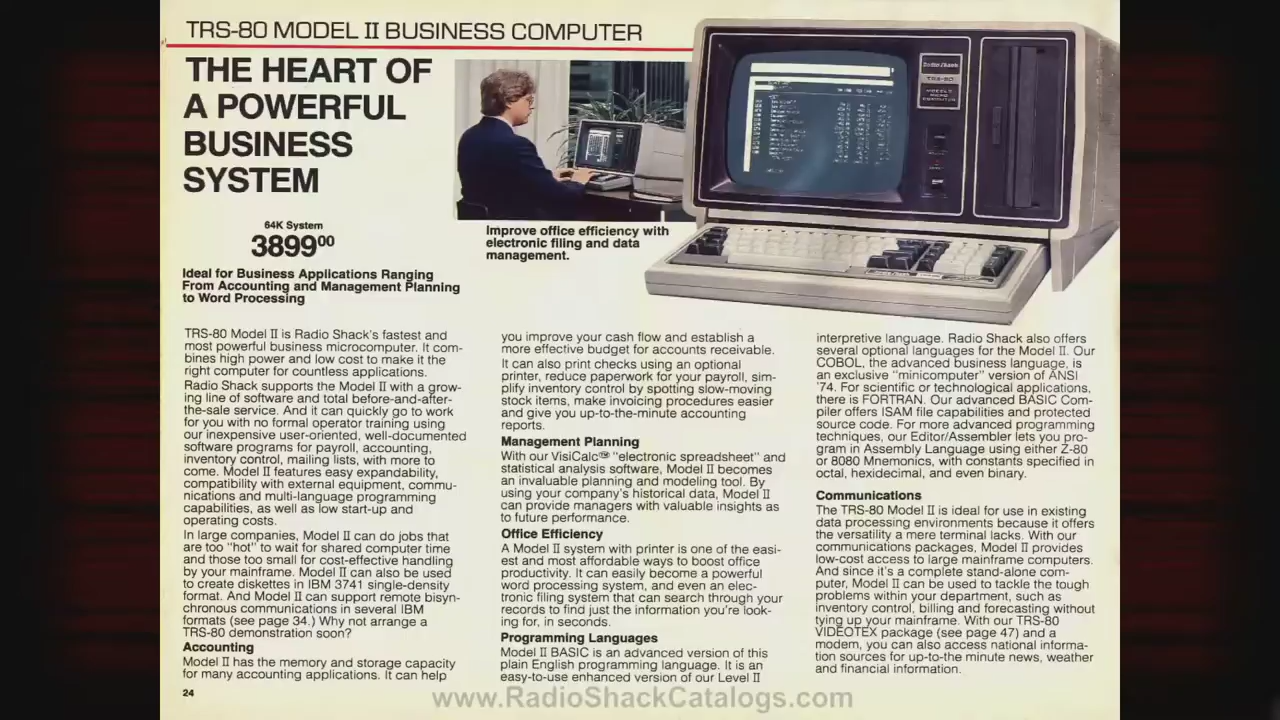 TRS-80 MODEL II BUSINESS COMPUTER
THE HEART OF
A POWERFUL
BUSINESS
SYSTEM
64K System
3899⁰⁰
Ideal for Business Applications Ranging
From Accounting and Management Planning
to Word Processing
Improve office efficiency with
electronic filing and data
management.
Radio Shack
TRS-80
TRS-80 Model II is Radio Shack's fastest and
most powerful business microcomputer. It com-
bines high power and low cost to make it the
right computer for countless applications.
Radio Shack supports the Model II with a grow-
ing line of software and total before-and-after-
the-sale service. And it can quickly go to work
for you with no formal operator training using
our inexpensive user-oriented, well-documented
software programs for payroll, accounting,
inventory control, mailing lists, with more to
come. Model II features easy expandability,
compatibility with external equipment, commu-
nications and multi-language programming
capabilities, as well as low start-up and
operating costs.
In large companies, Model II can do jobs that
are too "hot" to wait for shared computer time
and those too small for cost-effective handling
by your mainframe. Model II can also be used
to create diskettes in IBM 3741 single-density
format. And Model II can support remote bisyn-
chronous communications in several IBM
formats (see page 34.) Why not arrange a
TRS-80 demonstration soon?
Accounting
Model II has the memory and storage capacity
for many accounting applications. It can help
24
you improve your cash flow and establish a
more effective budget for accounts receivable.
It can also print checks using an optional
printer, reduce paperwork for your payroll, sim-
plify inventory control by spotting slow-moving
stock items, make invoicing procedures easier
and give you up-to-the-minute accounting
reports.
Management Planning
With our VisiCalc™ "electronic spreadsheet" and
statistical analysis software, Model II becomes
an invaluable planning and modeling tool. By
using your company's historical data, Model II
can provide managers with valuable insights as
to future performance.
Office Efficiency
A Model II system with printer is one of the easi-
est and most affordable ways to boost office
productivity. It can easily become a powerful
word processing system, and even an elec-
tronic filing system that can search through your
records to find just the information you're look-
ing for, in seconds.
Programming Languages
Model II BASIC is an advanced version of this
plain English programming language. It is an
easy-to-use enhanced version of our Level II
interpretive language. Radio Shack also offers
several optional languages for the Model II. Our
COBOL, the advanced business language, is
an exclusive "minicomputer" version of ANSI
'74. For scientific or technological applications,
there is FORTRAN. Our advanced BASIC Com-
piler offers ISAM file capabilities and protected
source code. For more advanced programming
techniques, our Editor/Assembler lets you pro-
gram in Assembly Language using either Z-80
or 8080 Mnemonics, with constants specified in
octal, hexidecimal, and even binary.
Communications
The TRS-80 Model II is ideal for use in existing
data processing environments because it offers
the versatility a mere terminal lacks. With our
communications packages, Model II provides
low-cost access to large mainframe computers.
And since it's a complete stand-alone com-
puter, Model II can be used to tackle the tough
problems within your department, such as
inventory control, billing and forecasting without
tying up your mainframe. With our TRS-80
VIDEOTEX package (see page 47) and a
modem, you can also access national informa-
tion sources for up-to-the minute news, weather
and financial information.
www.RadioShackCatalogs.com